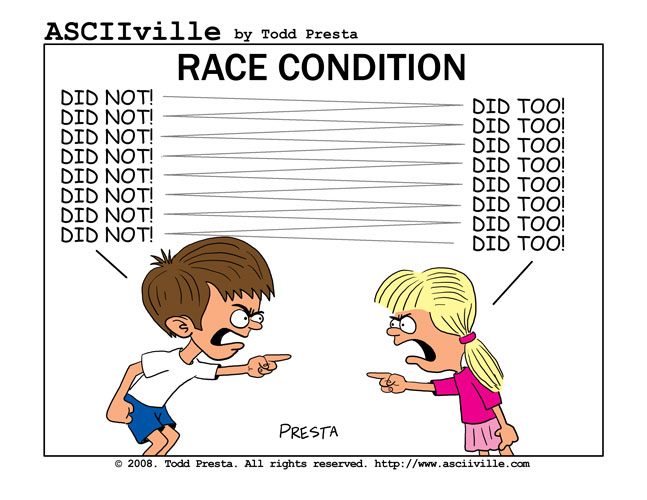 ASCIIville by Todd Presta
RACE CONDITION
DID NOT!
DID TOO!
DID NOT!
DID TOO!
DID NOT!
DID TOO!
DID NOT!
DID TOO!
DID NOT!
DID TOO!
DID NOT!
DID TOO!
DID NOT!
DID TOO!
DID NOT!
DID TOO!
PRESTA
© 2008. Todd Presta. All rights reserved. http://www.asciiville.com